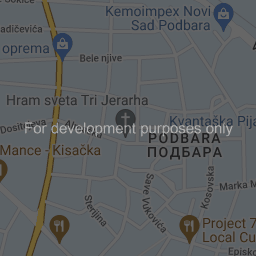 Kemoimpex Novi
Sad Podbara
adičevića
oprema
Bele njive
Hram sveta Tri Jerarha
Kvantaška Pija
For development purposes only
PODBARA
ПОДБАРА
Mance - Kisačka
Marka M
Save Vukovića
Kosovska
Sterijina
Project 7
Local Cu
Episko